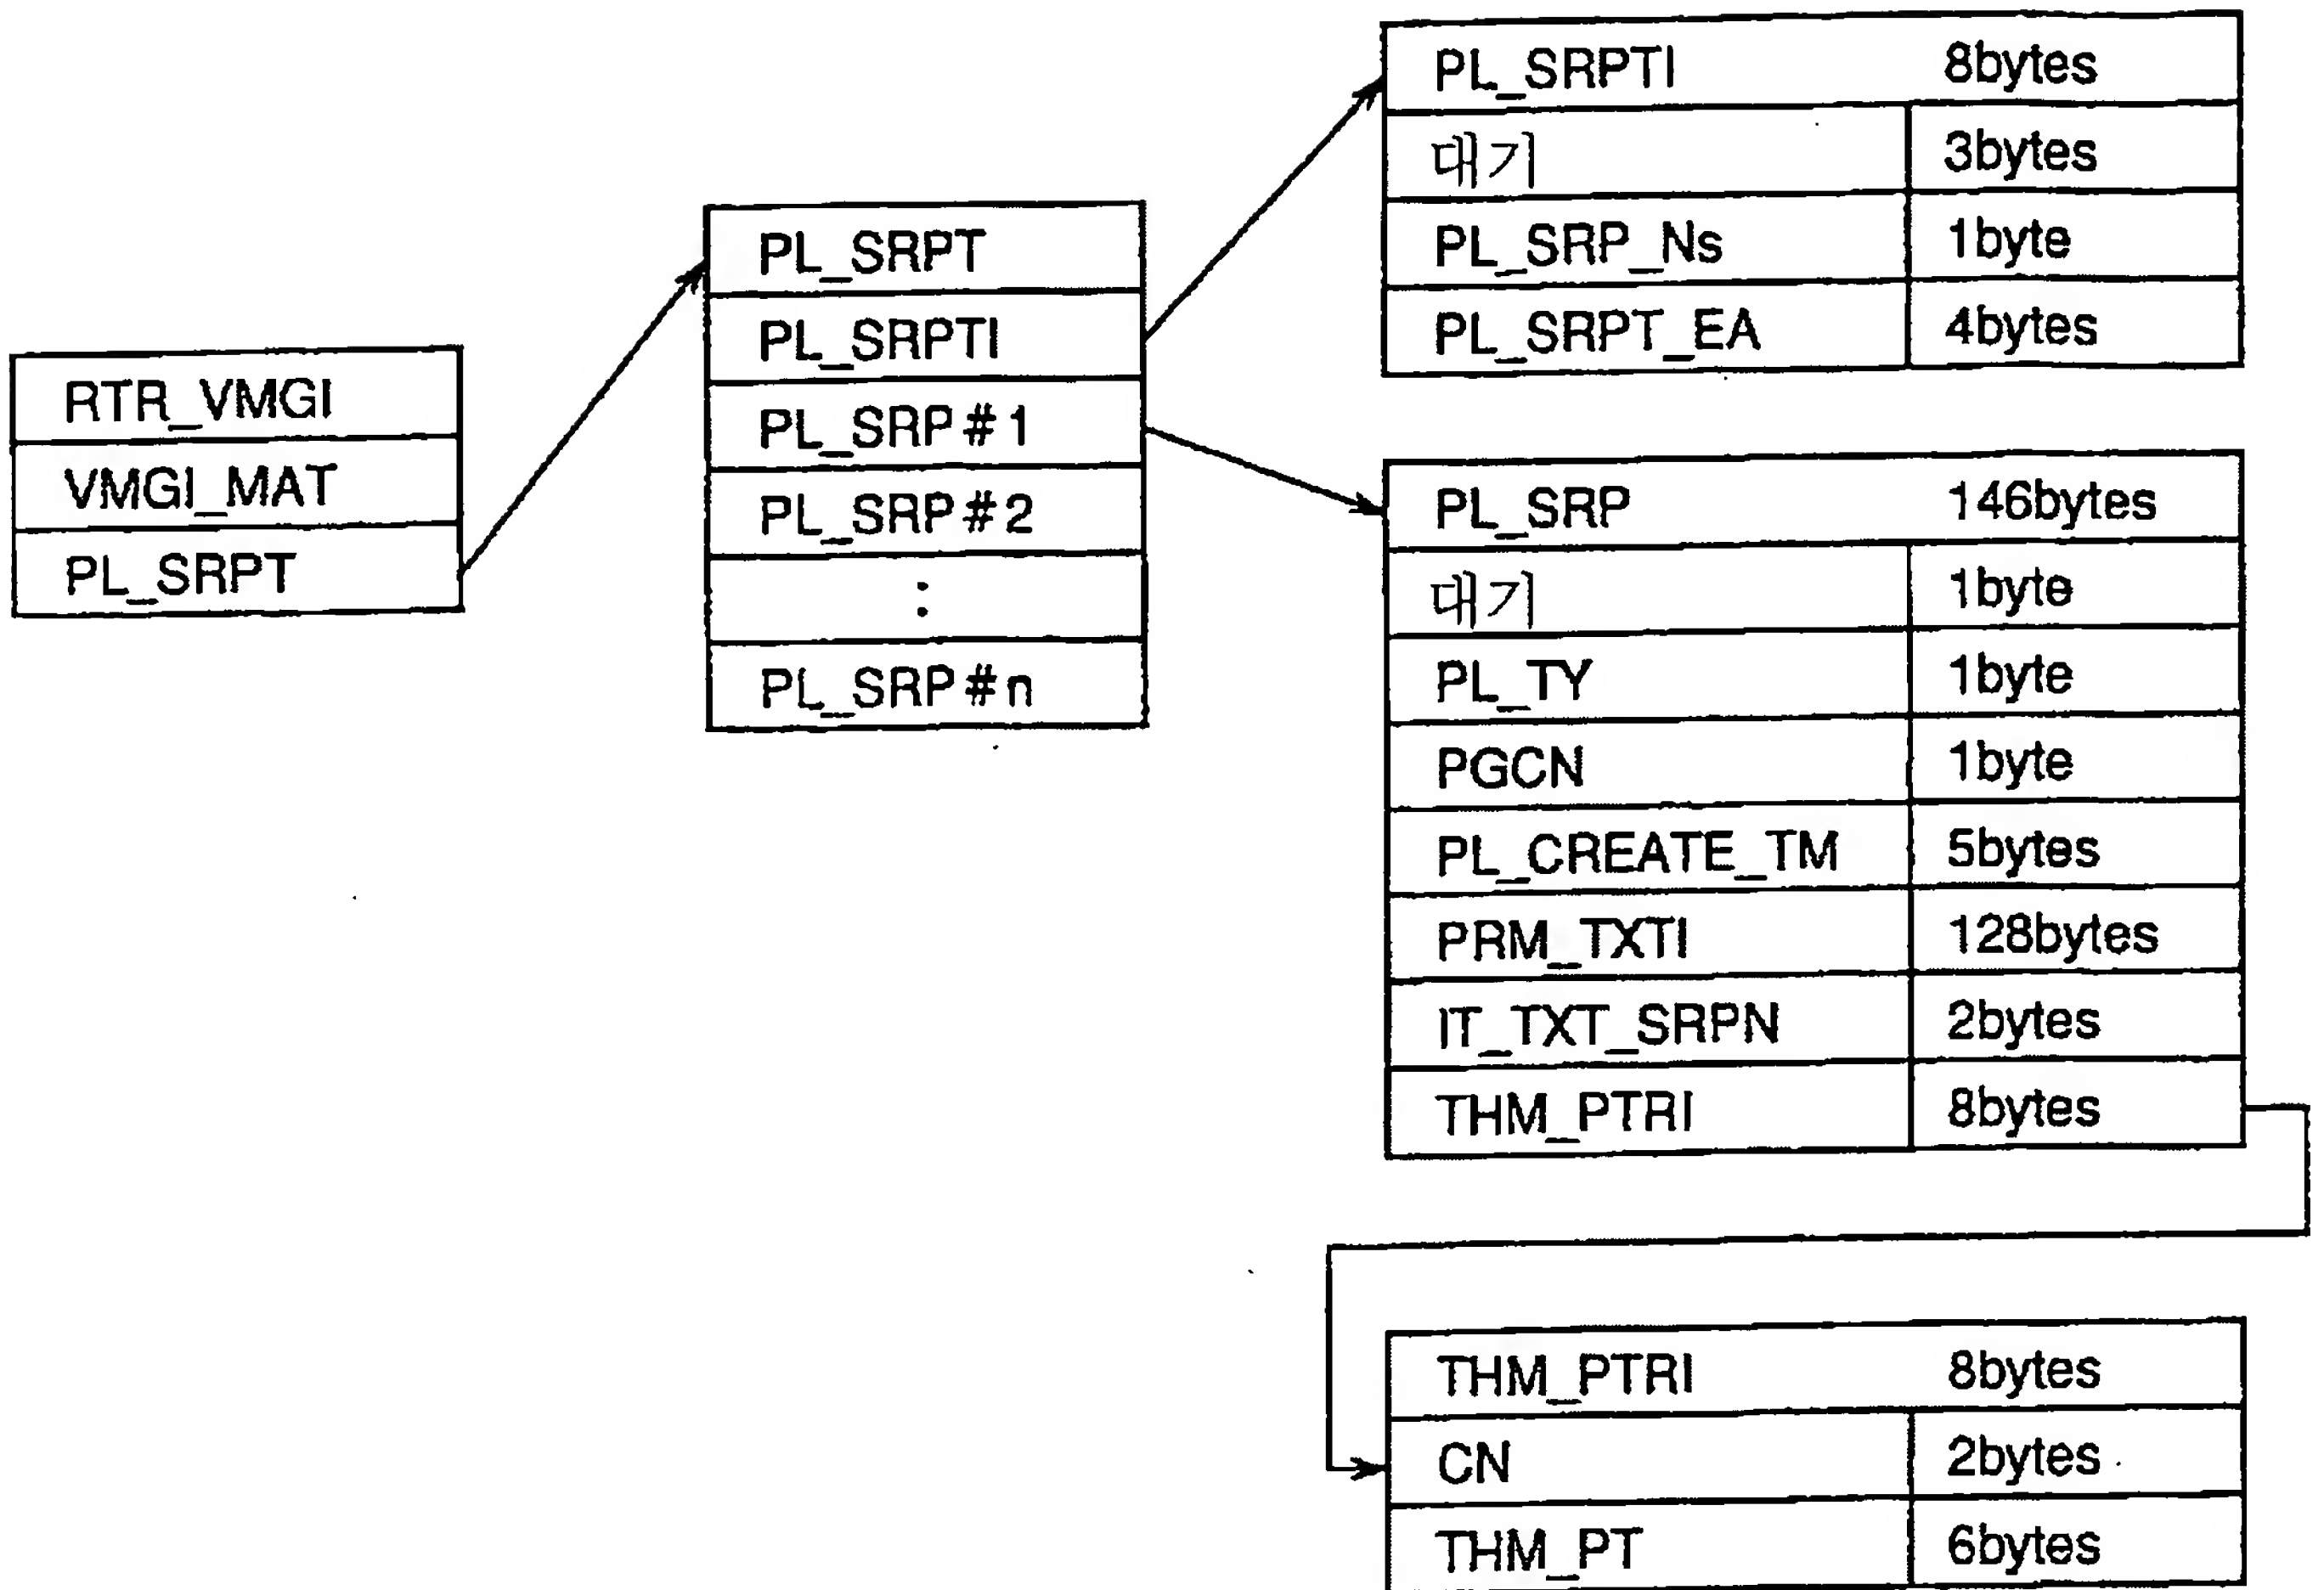 RTR_VMGI
VMGI_MAT
PL_SRPT
PL_SRPT
PL_SRPTI
PL_SRP#1
PL_SRP#2
:
PL_SRP#n
PL_SRPTI 8bytes
대기 3bytes
PL_SRP_Ns 1byte
PL_SRPT_EA 4bytes
PL_SRP 146bytes
대기 1byte
PL_TY 1byte
PGCN 1byte
PL_CREATE_TM 5bytes
PRM_TXTI 128bytes
IT_TXT_SRPN 2bytes
THM_PTRI 8bytes
THM_PTRI 8bytes
CN 2bytes
THM_PT 6bytes